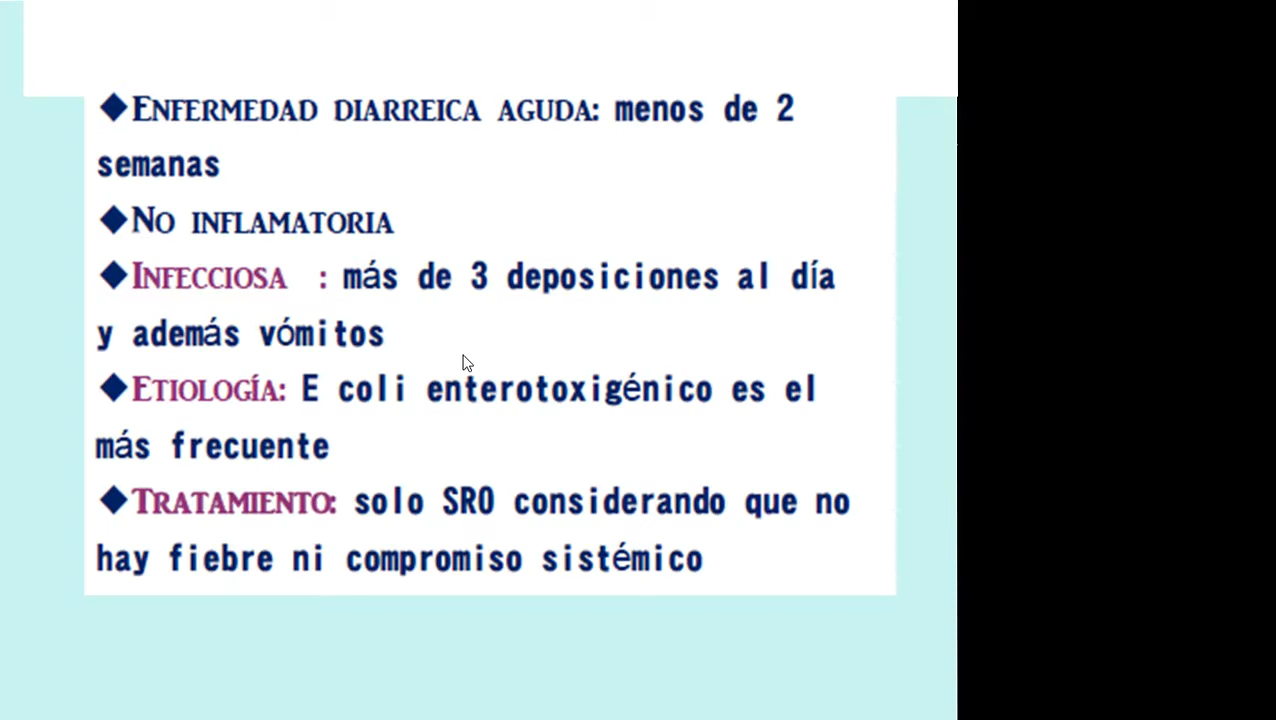 ◆ENFERMEDAD DIARREICA AGUDA: menos de 2
semanas
◆NO INFLAMATORIA
◆INFECCIOSA : más de 3 deposiciones al día
y además vómitos
◆ETIOLOGÍA: E coli enterotoxigénico es el
más frecuente
◆TRATAMIENTO: solo SRO considerando que no
hay fiebre ni compromiso sistémico